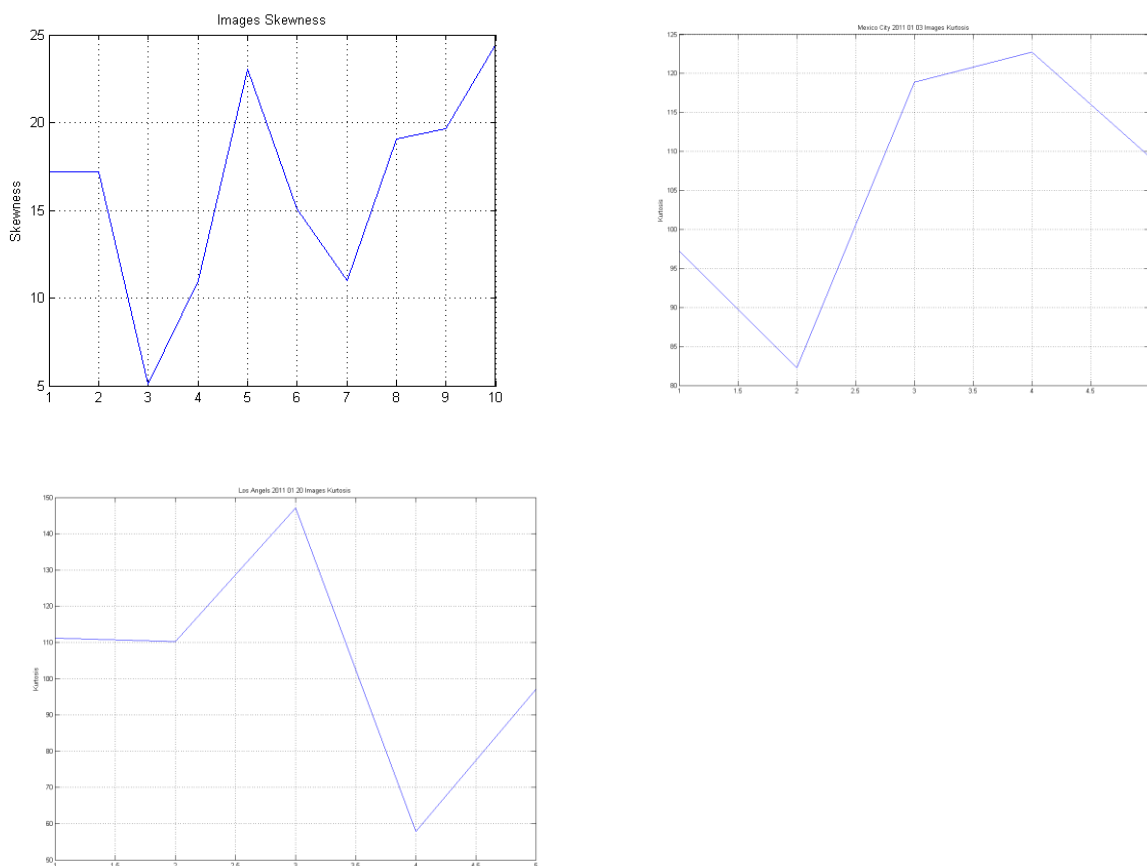 Images Skewness
25
20
15
10
5
Skewness
1 2 3 4 5 6 7 8 9 10
Mexico City 2011 01 03 Images Kurtosis
125
120
115
110
105
100
95
90
85
80
Kurtosis
1 1.5 2 2.5 3 3.5 4 4.5
Los Angels 2011 01 20 Images Kurtosis
150
140
130
120
110
100
90
80
70
60
50
Kurtosis
1 1.5 2 2.5 3 3.5 4 4.5 5